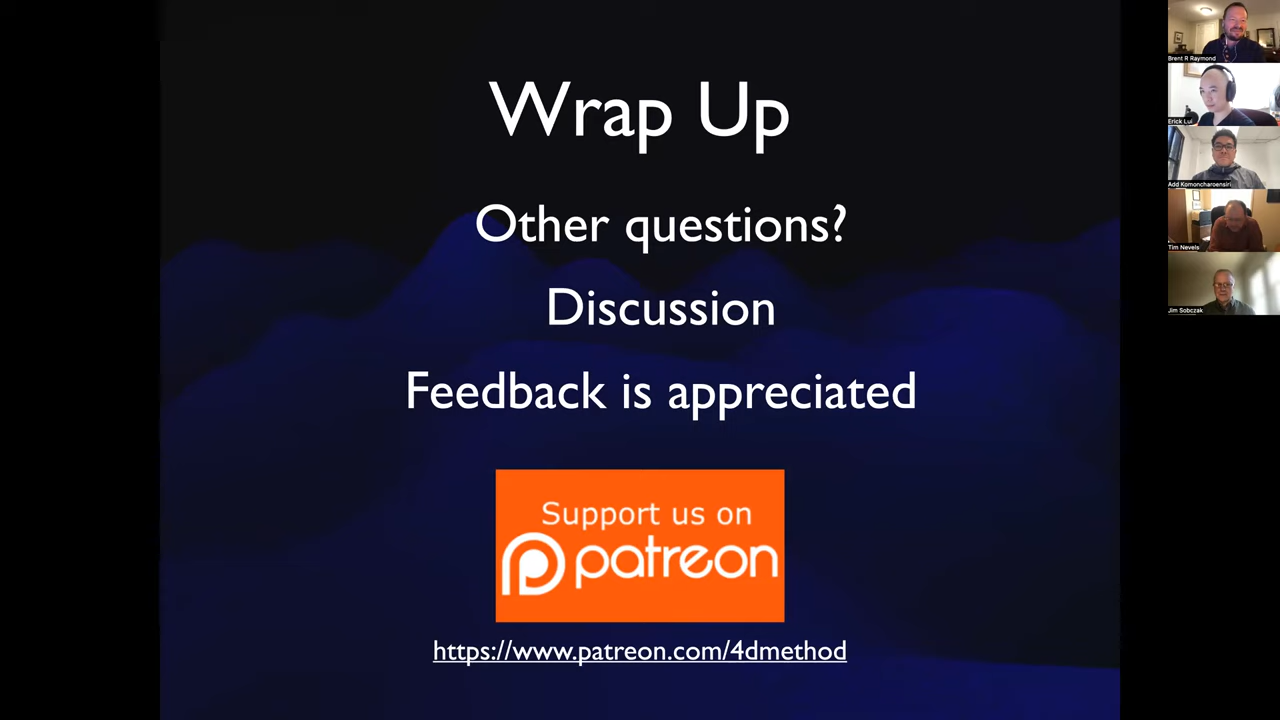 Wrap Up
Other questions?
Discussion
Feedback is appreciated
Support us on
patreon
https://www.patreon.com/4dmethod
Brent R Raymond
Erick Lui
Add Komoncharoensiri
Tim Nevels
Jim Sobczak